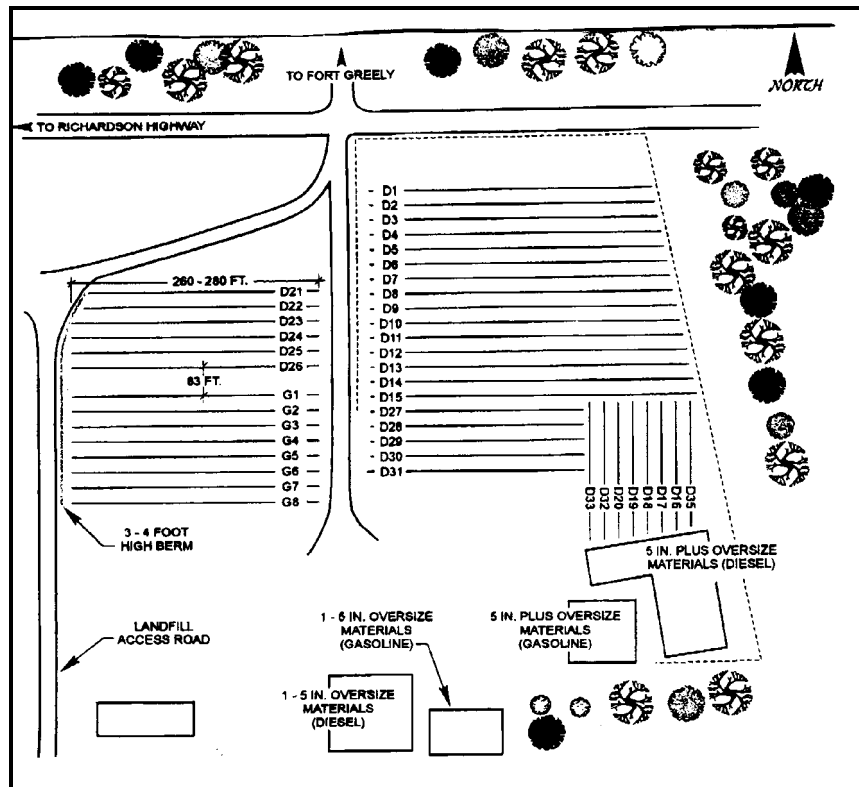 TO FORT GREELY
NORTH
TO RICHARDSON HIGHWAY
D1
D2
D3
D4
D5
D6
D7
D8
D9
D10
D11
D12
D13
D14
D15
D27
D28
D29
D30
D31
260 - 280 FT.
D21
D22
D23
D24
D25
D26
83 FT.
G1
G2
G3
G4
G5
G6
G7
G8
D33
D32
D20
D19
D18
D17
D16
D35
3 - 4 FOOT
HIGH BERM
5 IN. PLUS OVERSIZE
MATERIALS (DIESEL)
LANDFILL
ACCESS ROAD
1 - 5 IN. OVERSIZE
MATERIALS
(GASOLINE)
5 IN. PLUS OVERSIZE
MATERIALS
(GASOLINE)
1 - 5 IN. OVERSIZE
MATERIALS
(DIESEL)